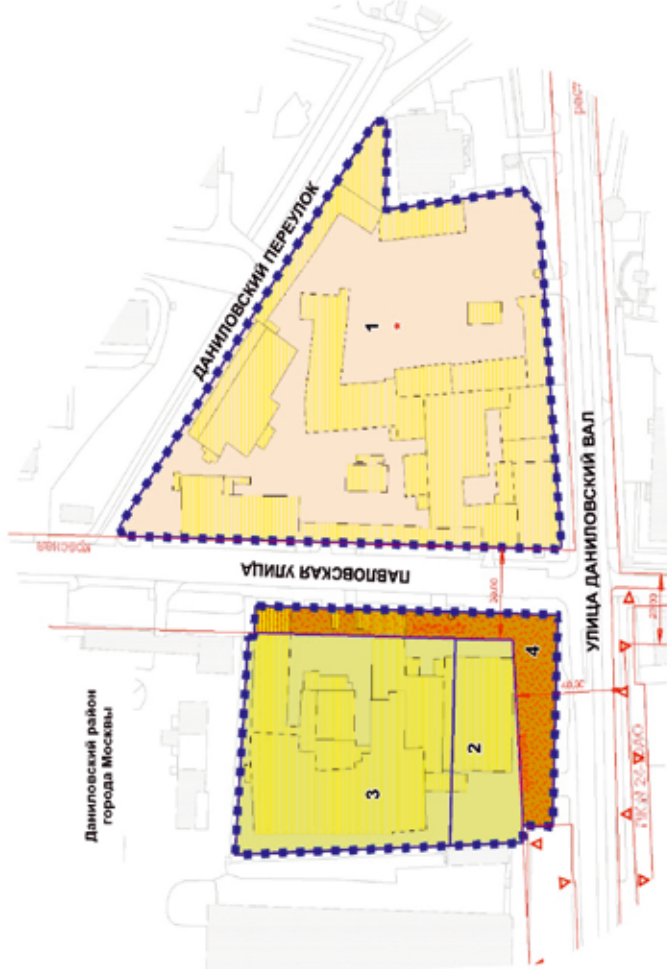 ДАНИЛОВСКИЙ ПЕРЕУЛОК
1
ПАВЛОВСКАЯ УЛИЦА
УЛИЦА ДАНИЛОВСКИЙ ВАЛ
Даниловский район
города Москвы
3
2
4